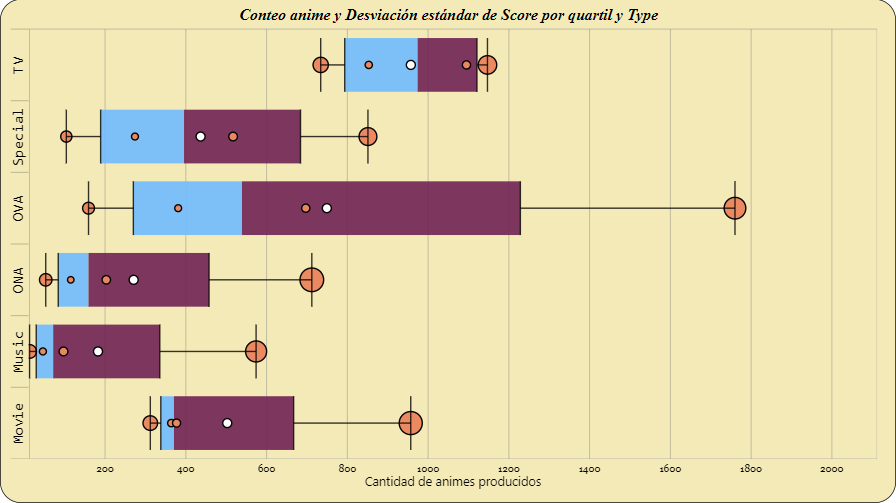 Conteo anime y Desviación estándar de Score por quartil y Type
TV
Special
OVA
ONA
Music
Movie
200 400 600 800 1000 1200 1400 1600 1800 2000
Cantidad de animes producidos